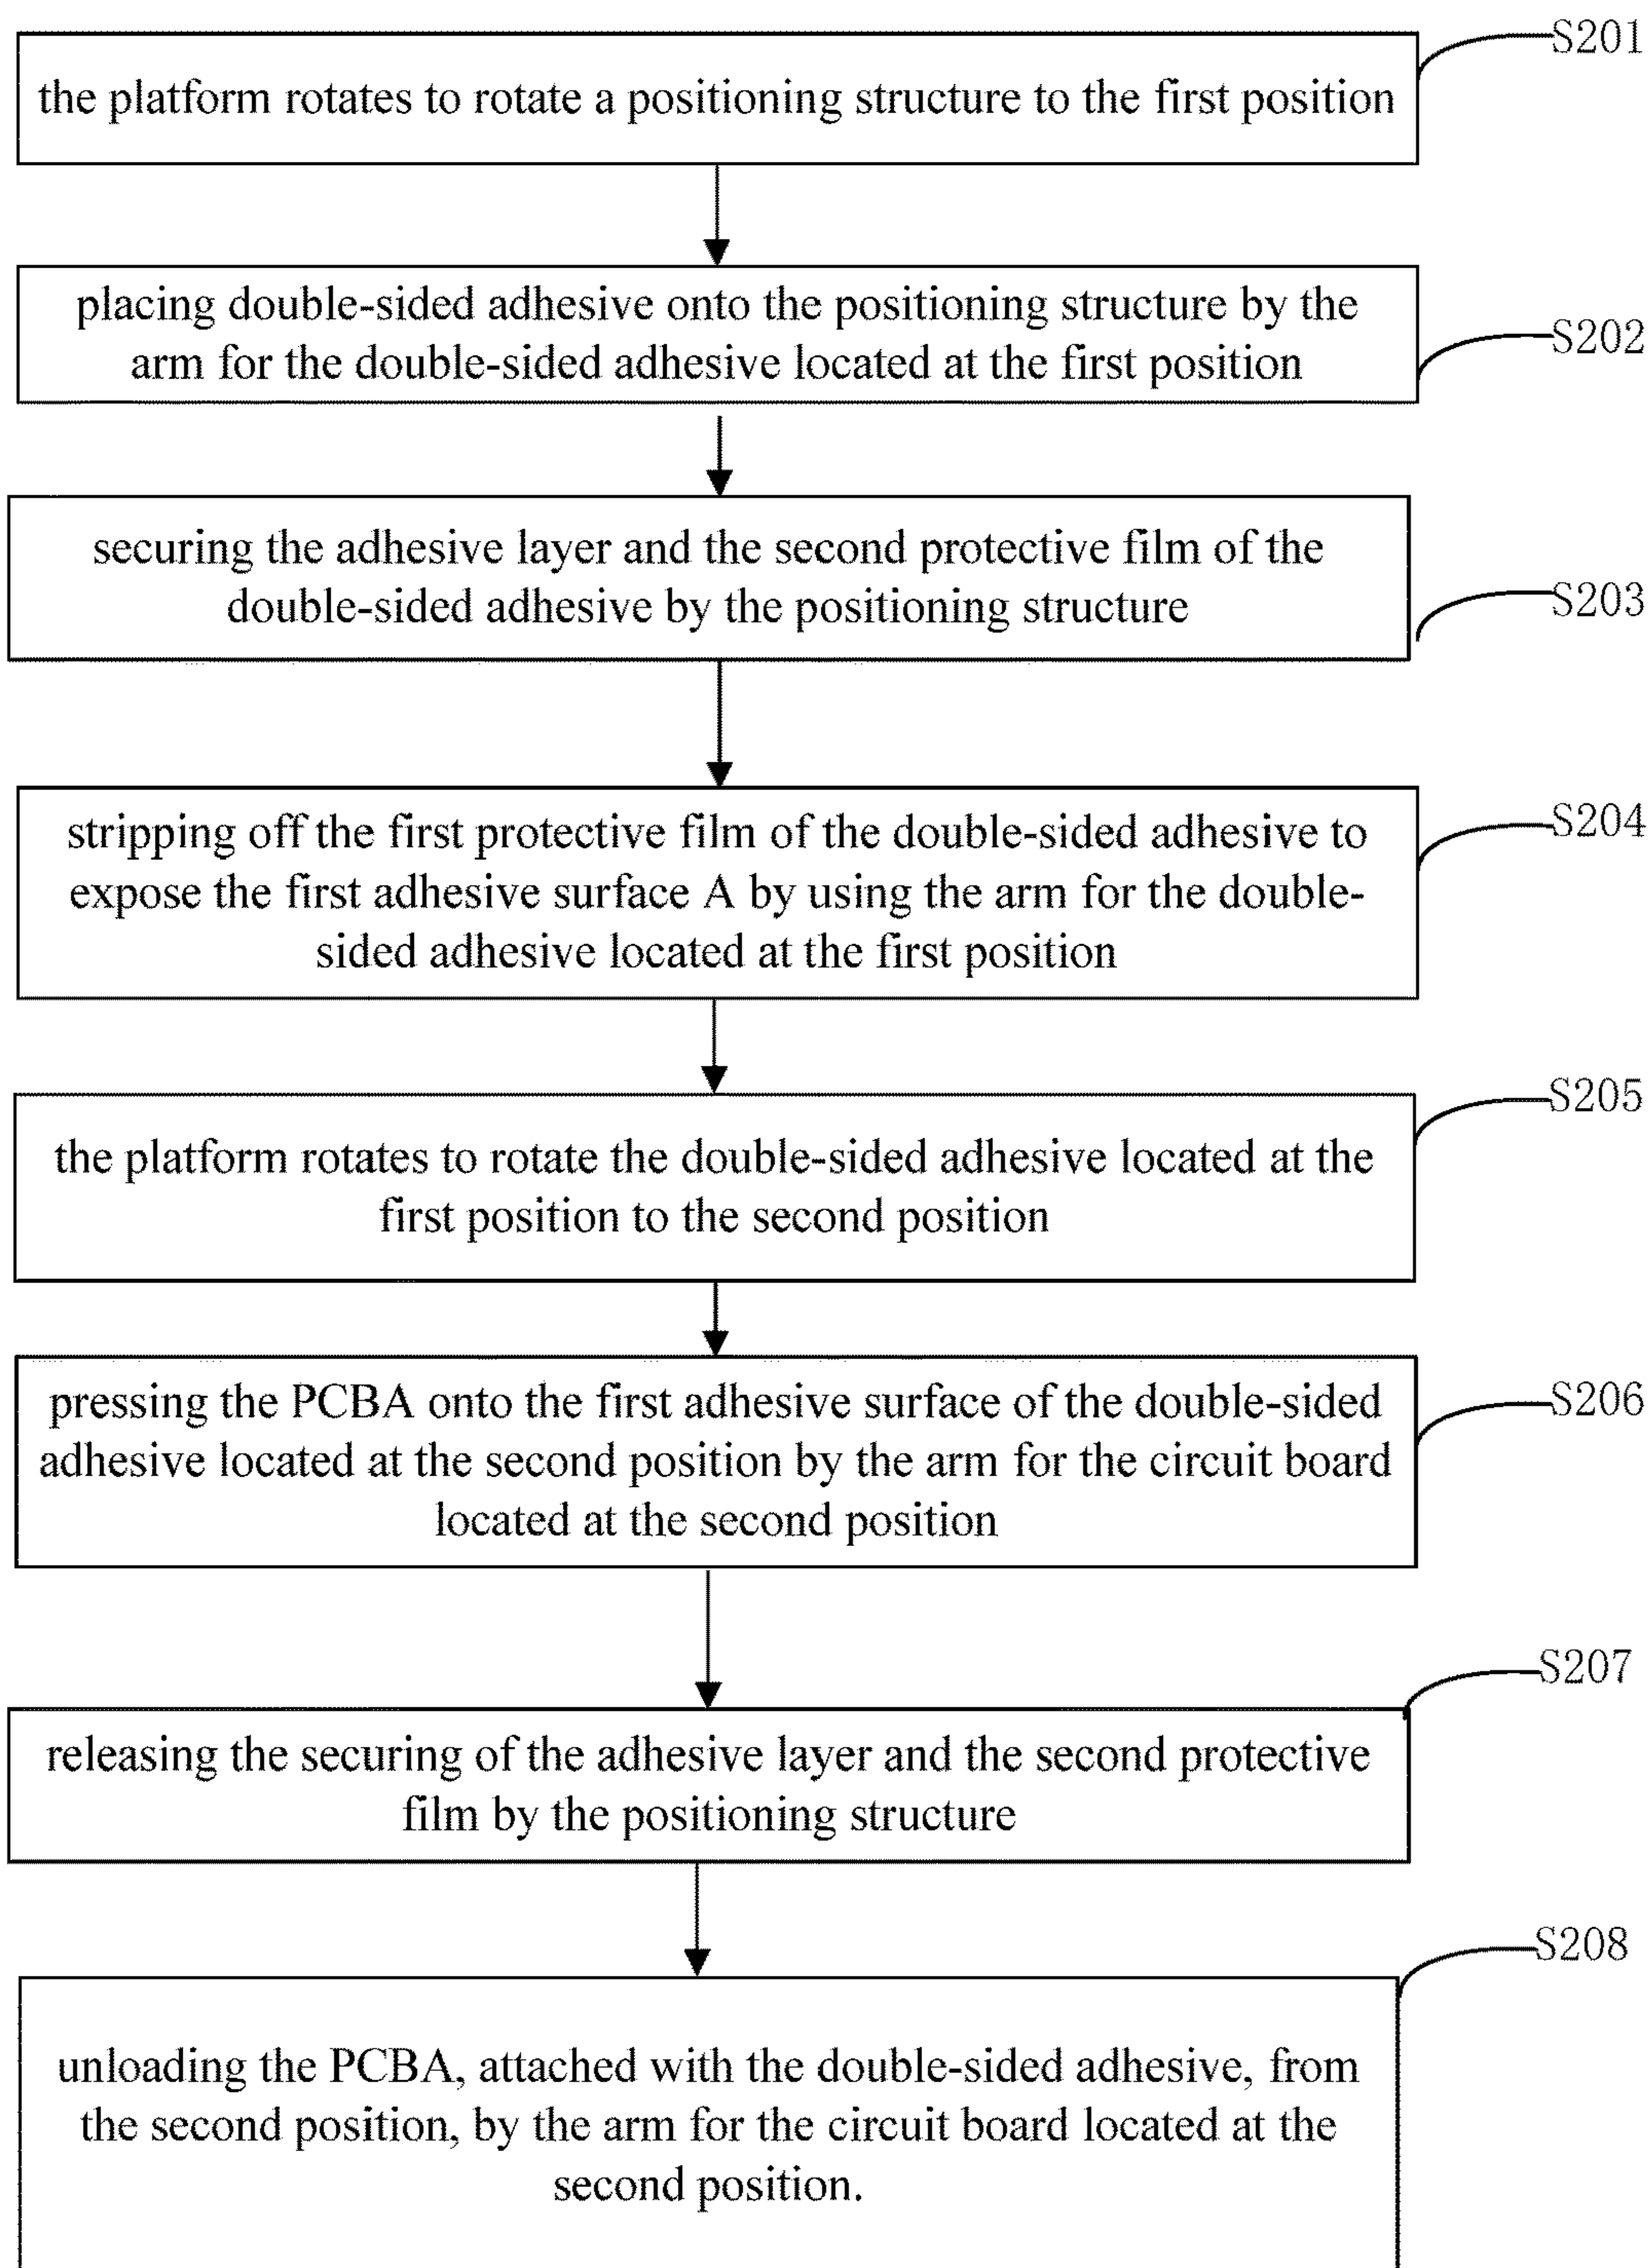 S201
the platform rotates to rotate a positioning structure to the first position
placing double-sided adhesive onto the positioning structure by the
arm for the double-sided adhesive located at the first position
S202
securing the adhesive layer and the second protective film of the
double-sided adhesive by the positioning structure
S203
stripping off the first protective film of the double-sided adhesive to
expose the first adhesive surface A by using the arm for the double-
sided adhesive located at the first position
S204
the platform rotates to rotate the double-sided adhesive located at the
first position to the second position
S205
pressing the PCBA onto the first adhesive surface of the double-sided
adhesive located at the second position by the arm for the circuit board
located at the second position
S206
releasing the securing of the adhesive layer and the second protective
film by the positioning structure
S207
unloading the PCBA, attached with the double-sided adhesive, from
the second position, by the arm for the circuit board located at the
second position.
S208